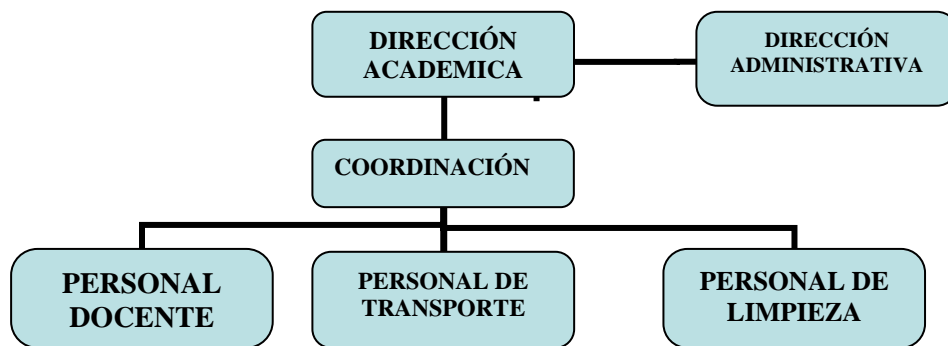 DIRECCIÓN
ACADEMICA
DIRECCIÓN
ADMINISTRATIVA
COORDINACIÓN
PERSONAL
DOCENTE
PERSONAL DE
TRANSPORTE
PERSONAL DE
LIMPIEZA